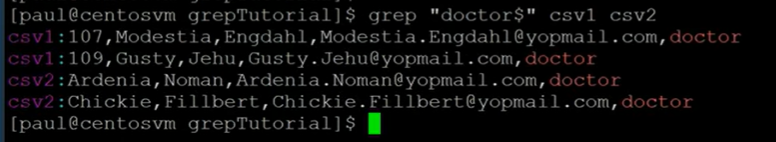 [paul@centosvm grepTutorial]$ grep "doctor$" csv1 csv2
csv1:107,Modestia,Engdahl,Modestia.Engdahl@yopmail.com,doctor
csv1:109,Gusty,Jehu,Gusty.Jehu@yopmail.com,doctor
csv2:Ardenia,Noman,Ardenia.Noman@yopmail.com,doctor
csv2:Chickie,Fillbert,Chickie.Fillbert@yopmail.com,doctor
[paul@centosvm grepTutorial]$